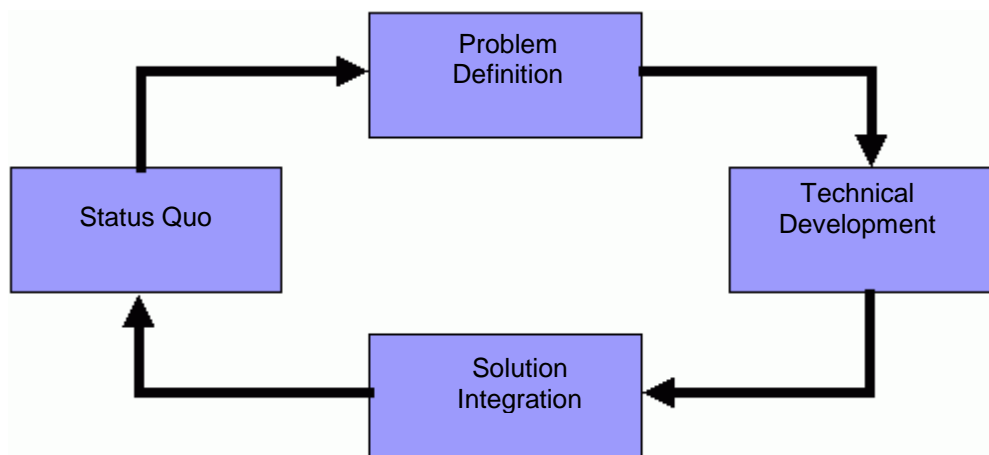 Problem
Definition
Status Quo
Technical
Development
Solution
Integration